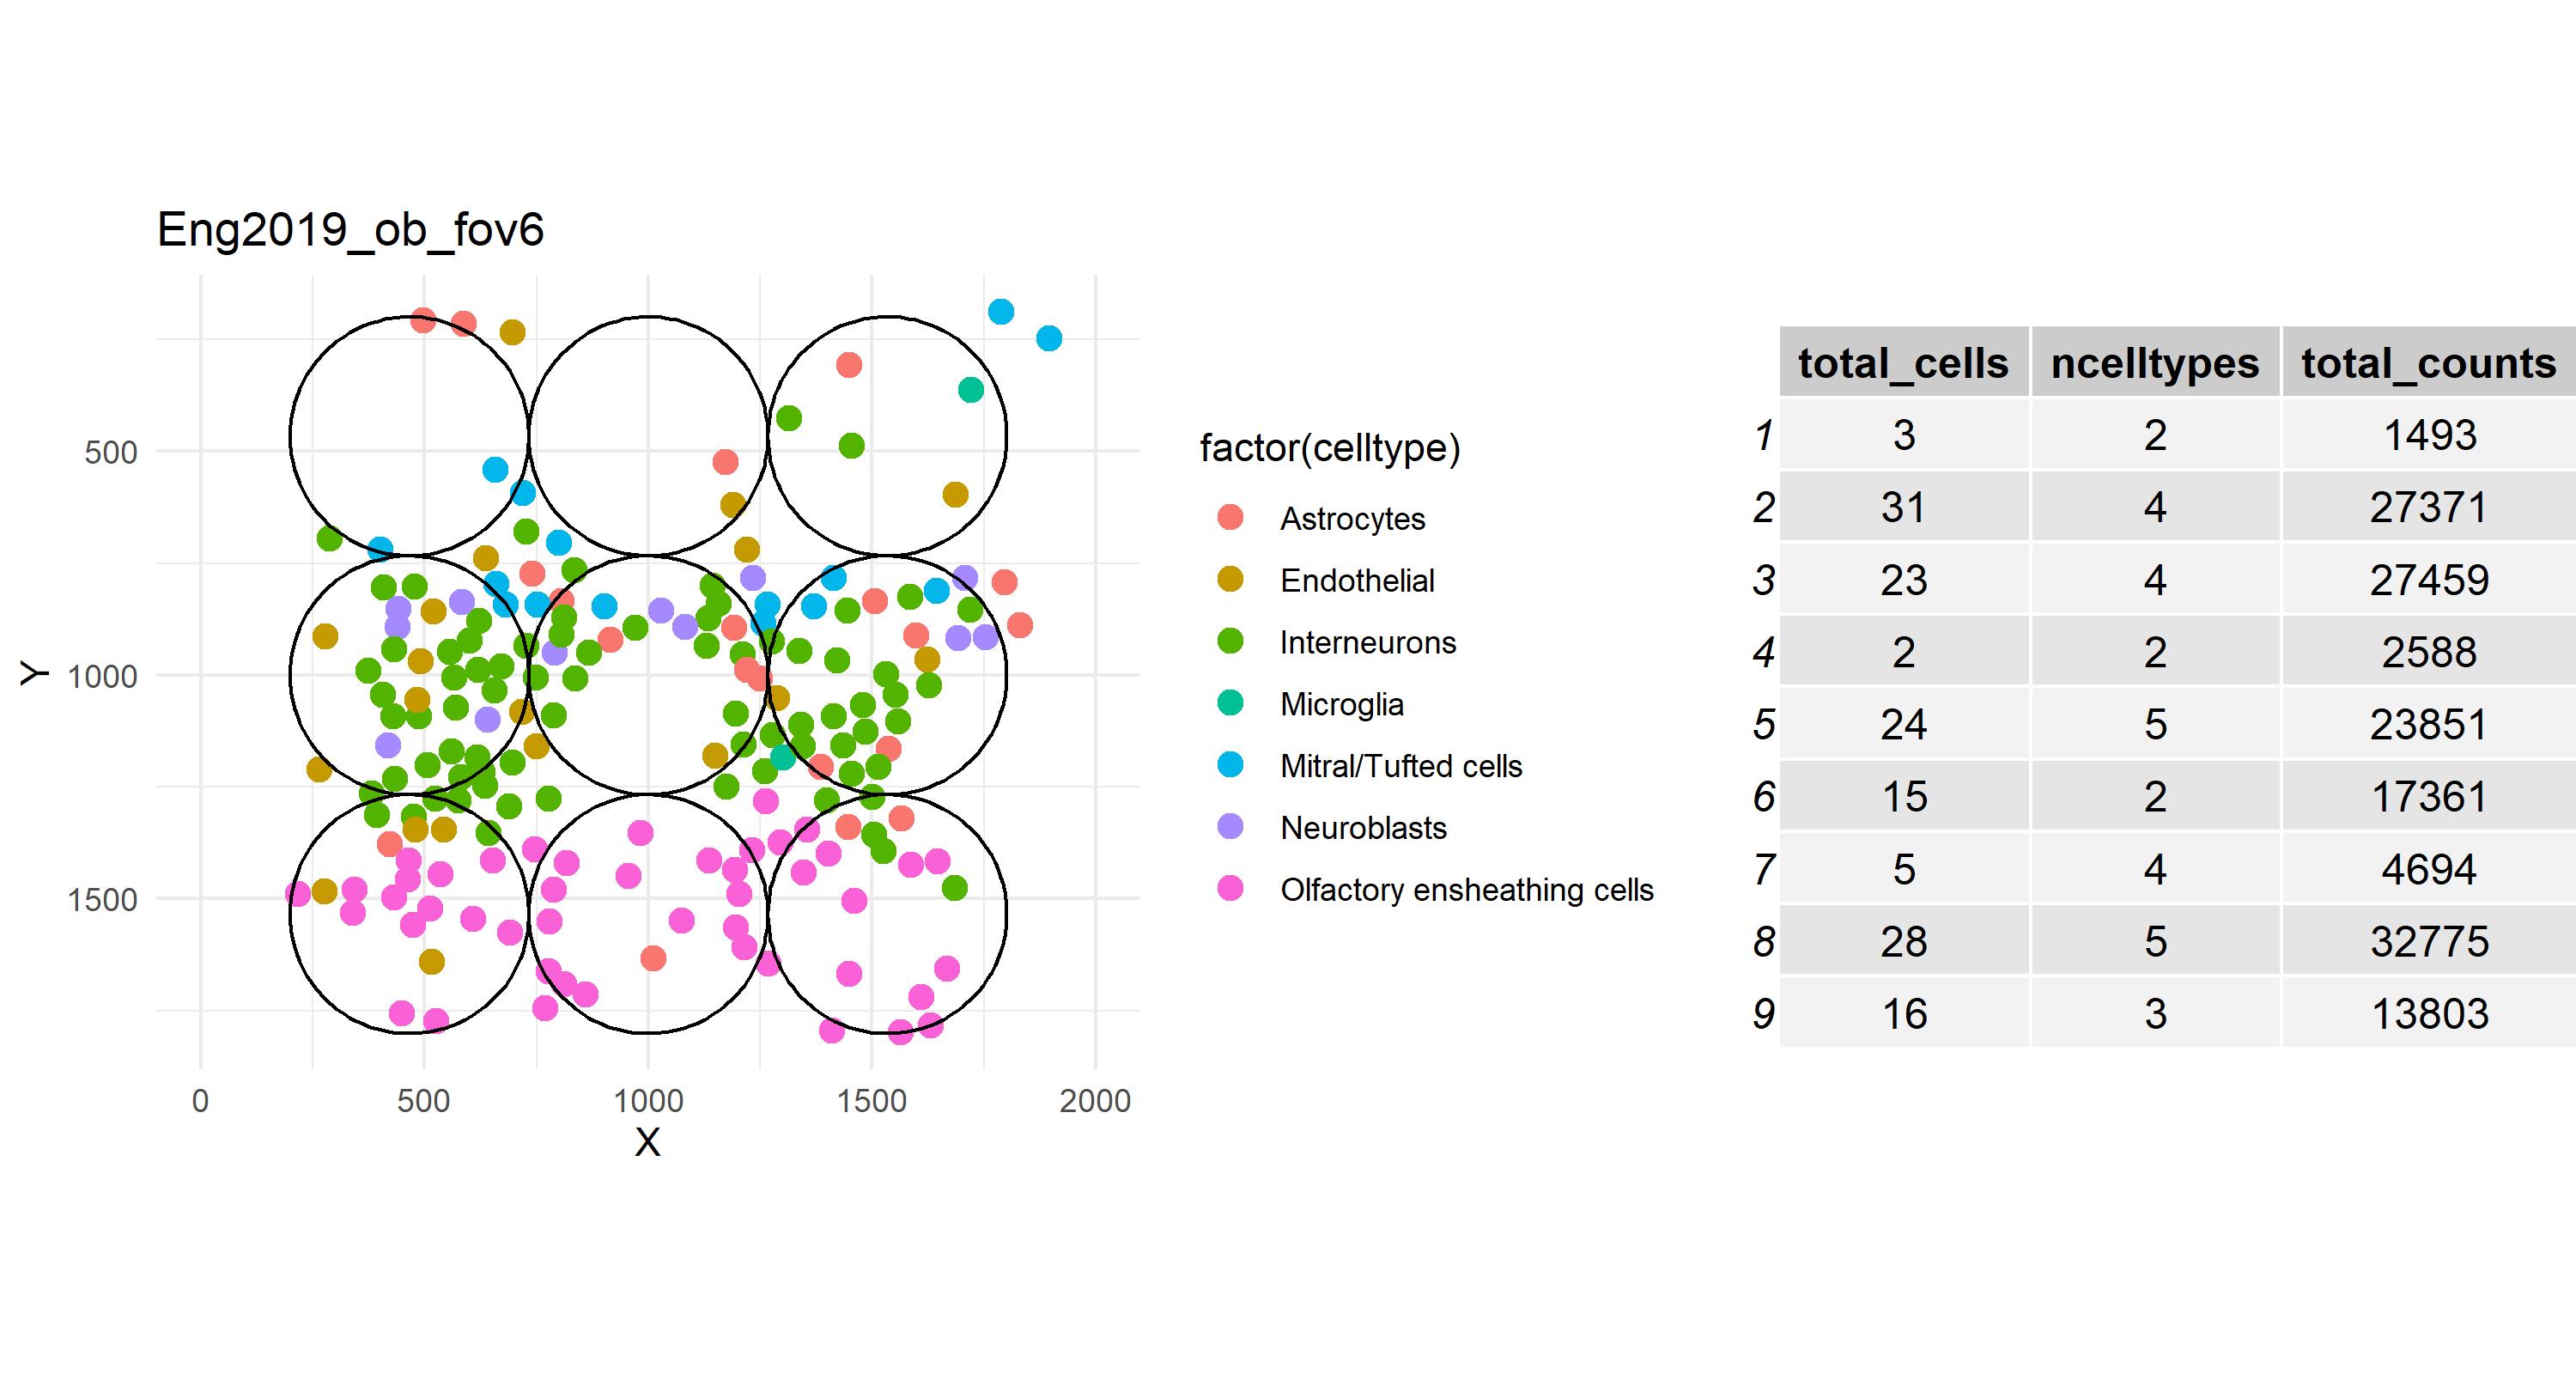 Eng2019_ob_fov6
500
1000
1500
Y
0 500 1000 1500 2000
X
factor(celltype)
Astrocytes
Endothelial
Interneurons
Microglia
Mitral/Tufted cells
Neuroblasts
Olfactory ensheathing cells
total_cells ncelltypes total_counts
1 3 2 1493
2 31 4 27371
3 23 4 27459
4 2 2 2588
5 24 5 23851
6 15 2 17361
7 5 4 4694
8 28 5 32775
9 16 3 13803